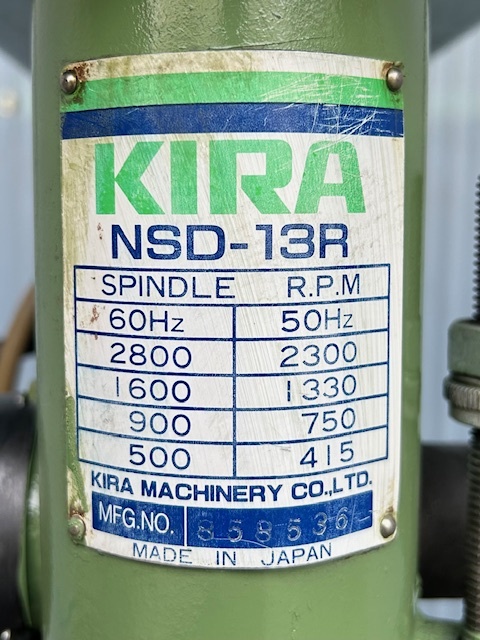 KIRA
NSD-13R
SPINDLE R.P.M
60Hz 50Hz
2800 2300
1600 1330
900 750
500 415
KIRA MACHINERY CO.,LTD.
MFG.NO.
MADE IN JAPAN